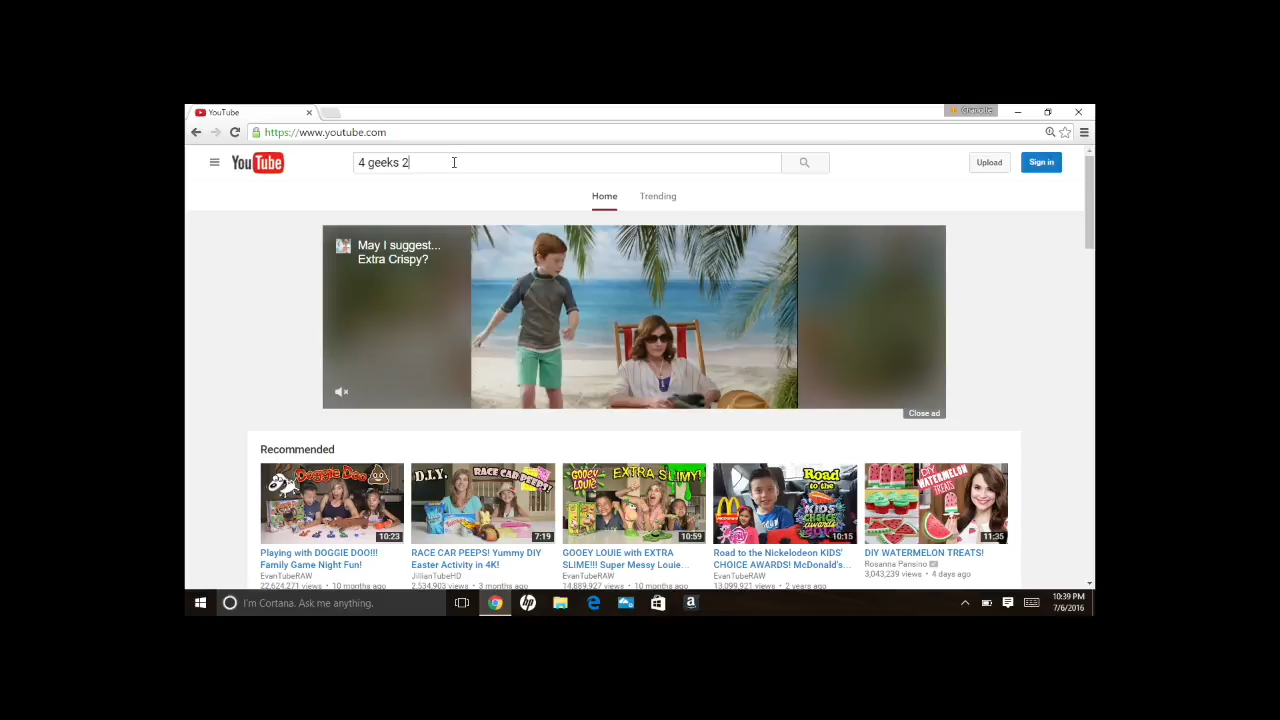 YouTube
https://www.youtube.com
YouTube
4 geeks 2
Upload
Sign in
Home
Trending
May I suggest...
Extra Crispy?
Close ad
Recommended
Doggie Doo
10:23
D.I.Y. RACE CAR PEEPS!
7:19
GOOEY LOUIE EXTRA SLIME!
10:59
Road to the KIDS' CHOICE awards
10:15
DIY WATERMELON TREATS
11:35
Playing with DOGGIE DOO!!!
Family Game Night Fun!
EvanTubeRAW
22,624,271 views • 10 months ago
RACE CAR PEEPS! Yummy DIY
Easter Activity in 4K!
JillianTubeHD
2,534,903 views • 3 months ago
GOOEY LOUIE with EXTRA
SLIME!!! Super Messy Louie...
EvanTubeRAW
14,889,927 views • 10 months ago
Road to the Nickelodeon KIDS'
CHOICE AWARDS! McDonald's...
EvanTubeRAW
13,099,921 views • 2 years ago
DIY WATERMELON TREATS!
Rosanna Pansino
3,043,239 views • 4 days ago
I'm Cortana. Ask me anything.
10:39 PM
7/6/2016